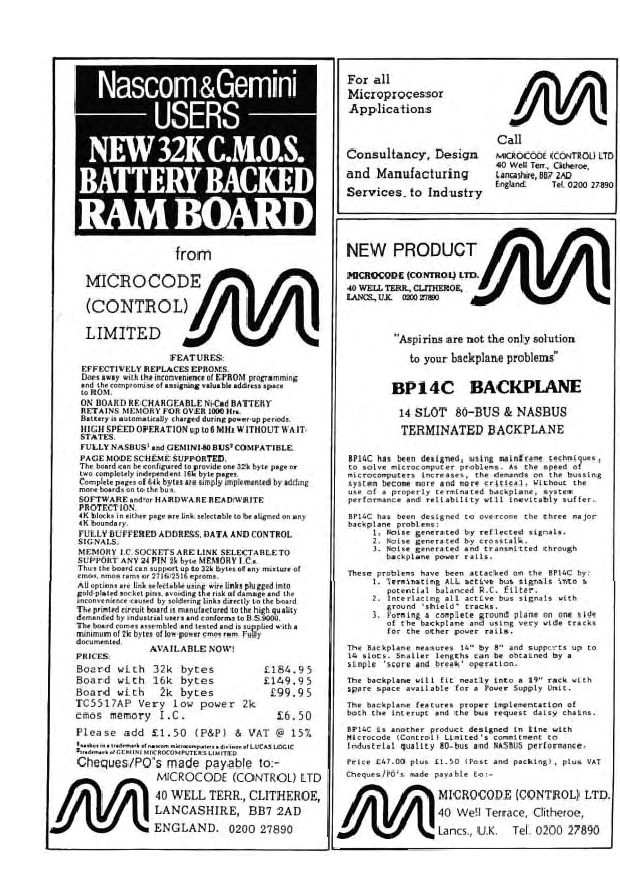 Nascom & Gemini
USERS
NEW 32K C.M.O.S.
BATTERY BACKED
RAM BOARD
from
MICROCODE
(CONTROL)
LIMITED
FEATURES:
EFFECTIVELY REPLACES EPROMS.
Does away with the inconvenience of EPROM programming
and the compromise of assigning valuable address space
to ROM.
ON BOARD RE-CHARGEABLE Ni-Cad BATTERY
RETAINS MEMORY FOR OVER 1000 Hrs.
Battery is automatically charged during power-up periods.
HIGH SPEED OPERATION up to 6 MHz WITHOUT WAIT-
STATES.
FULLY NASBUS¹ and GEMINI-80 BUS² COMPATIBLE.
PAGE MODE SCHEME SUPPORTED.
The board can be configured to provide one 32k byte page or
two completely independent 16k byte pages.
Complete pages of 64k bytes are simply implemented by adding
more boards on to the bus.
SOFTWARE and/or HARDWARE READ/WRITE
PROTECTION.
4K blocks in either page are link selectable to be aligned on any
4K boundary.
FULLY BUFFERED ADDRESS, DATA AND CONTROL
SIGNALS.
MEMORY I.C. SOCKETS ARE LINK SELECTABLE TO
SUPPORT ANY 24 PIN 2k byte MEMORY I.C.s.
Thus the board can support up to 32k bytes of any mixture of
cmos, nmos rams or 2716/2516 eproms.
All options are link selectable using wire links plugged into
gold-plated socket pins, avoiding the risk of damage and the
inconvenience caused by soldering links directly to the board.
The printed circuit board is manufactured to the high quality
demanded by industrial users and conforms to B.S.9000.
The board comes assembled and tested and is supplied with a
minimum of 2k bytes of low-power cmos ram. Fully
documented.
AVAILABLE NOW!
PRICES:
Board with 32k bytes £184.95
Board with 16k bytes £149.95
Board with 2k bytes £99.95
TC5517AP Very low power 2k
cmos memory I.C. £6.50
Please add £1.50 (P&P) & VAT @ 15%
¹nasbus is a trademark of nascom microcomputers a division of LUCAS LOGIC
²trademark of GEMINI MICROCOMPUTERS LIMITED
Cheques/PO's made payable to:-
MICROCODE (CONTROL) LTD
40 WELL TERR., CLITHEROE,
LANCASHIRE, BB7 2AD
ENGLAND. 0200 27890
For all
Microprocessor
Applications
Consultancy, Design
and Manufacturing
Services to Industry
Call
MICROCODE (CONTROL) LTD
40 Well Terr., Clitheroe,
Lancashire, BB7 2AD
England. Tel. 0200 27890
NEW PRODUCT
MICROCODE (CONTROL) LTD.
40 WELL TERR., CLITHEROE,
LANCS., U.K. 0200 27890
"Aspirins are not the only solution
to your backplane problems"
BP14C BACKPLANE
14 SLOT 80-BUS & NASBUS
TERMINATED BACKPLANE
BP14C has been designed, using mainframe techniques,
to solve microcomputer problems. As the speed of
microcomputers increases, the demands on the bussing
system become more and more critical. Without the
use of a properly terminated backplane, system
performance and reliability will inevitably suffer.
BP14C has been designed to overcome the three major
backplane problems:
1. Noise generated by reflected signals.
2. Noise generated by crosstalk.
3. Noise generated and transmitted through
backplane power rails.
These problems have been attacked on the BP14C by:
1. Terminating ALL active bus signals into a
potential balanced R.C. filter.
2. Interlacing all active bus signals with
ground 'shield' tracks.
3. Forming a complete ground plane on one side
of the backplane and using very wide tracks
for the other power rails.
The Backplane measures 14" by 8" and supports up to
14 slots. Smaller lengths can be obtained by a
simple 'score and break' operation.
The backplane will fit neatly into a 19" rack with
spare space available for a Power Supply Unit.
The backplane features proper implementation of
both the interupt and the bus request daisy chains.
BP14C is another product designed in line with
Microcode (Control) Limited's commitment to
industrial quality 80-bus and NASBUS performance.
Price £47.00 plus £1.50 (Post and packing), plus VAT
Cheques/PO's made payable to:-
MICROCODE (CONTROL) LTD.
40 Well Terrace, Clitheroe,
Lancs., U.K. Tel. 0200 27890